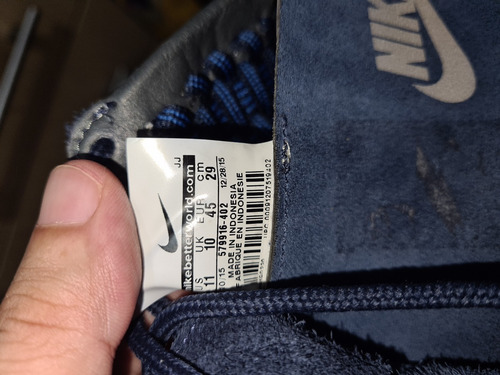 NIKE
JJ
nikebetterworld.com
US UK EUR cm
11 10 45 29
579916-402 12/28/15
MADE IN INDONESIA
FABRIQUE EN INDONÉSIE